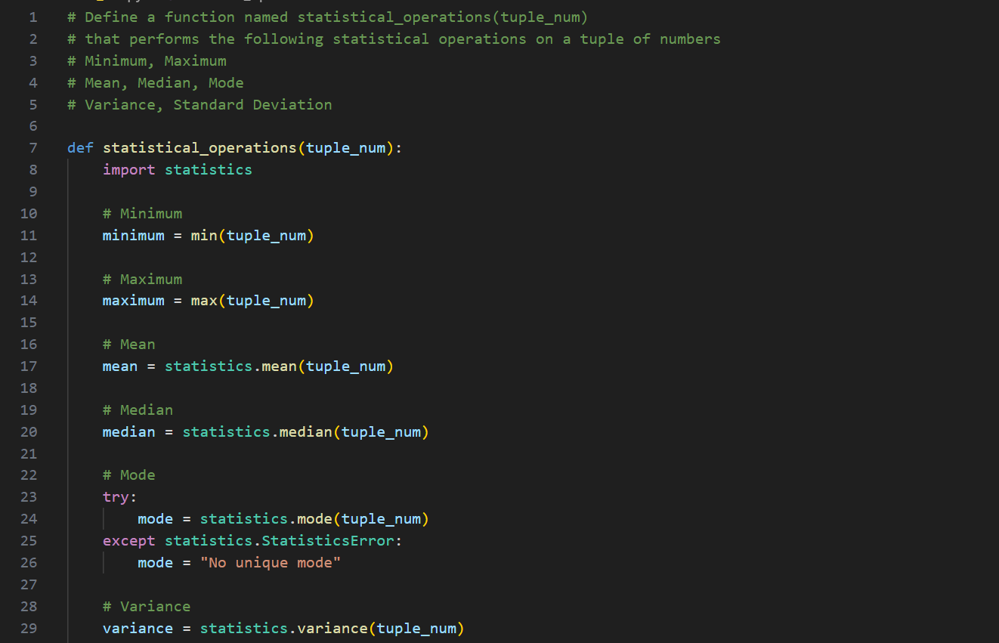 1 # Define a function named statistical_operations(tuple_num)
2 # that performs the following statistical operations on a tuple of numbers
3 # Minimum, Maximum
4 # Mean, Median, Mode
5 # Variance, Standard Deviation
6
7 def statistical_operations(tuple_num):
8     import statistics
9
10     # Minimum
11     minimum = min(tuple_num)
12
13     # Maximum
14     maximum = max(tuple_num)
15
16     # Mean
17     mean = statistics.mean(tuple_num)
18
19     # Median
20     median = statistics.median(tuple_num)
21
22     # Mode
23     try:
24         mode = statistics.mode(tuple_num)
25     except statistics.StatisticsError:
26         mode = "No unique mode"
27
28     # Variance
29     variance = statistics.variance(tuple_num)